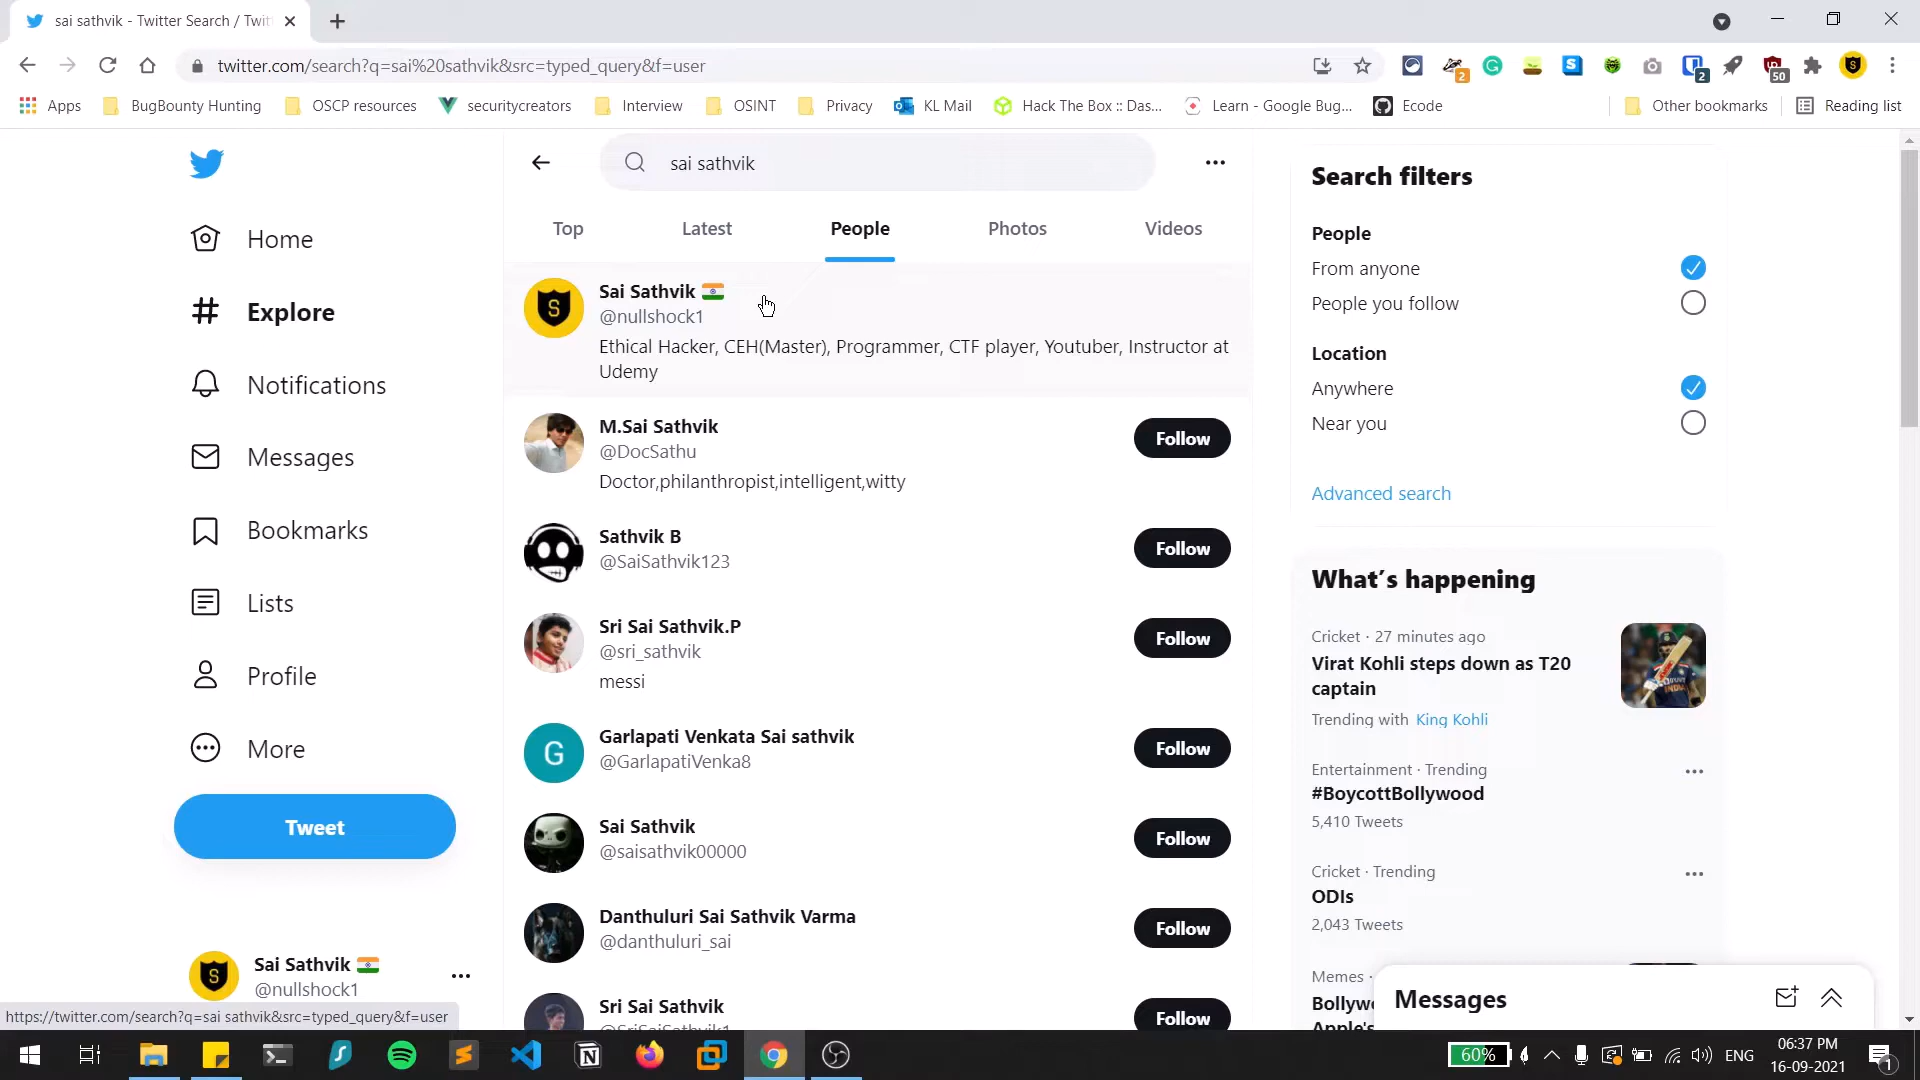 sai sathvik - Twitter Search / Twit
twitter.com/search?q=sai%20sathvik&src=typed_query&f=user
2
2
50
Apps
BugBounty Hunting
OSCP resources
securitycreators
Interview
OSINT
Privacy
KL Mail
Hack The Box :: Das...
Learn - Google Bug...
Ecode
Other bookmarks
Reading list
Home
Explore
Notifications
Messages
Bookmarks
Lists
Profile
More
Tweet
S
Sai Sathvik
@nullshock1
https://twitter.com/search?q=sai sathvik&src=typed_query&f=user
sai sathvik
Top
Latest
People
Photos
Videos
S
Sai Sathvik
@nullshock1
Ethical Hacker, CEH(Master), Programmer, CTF player, Youtuber, Instructor at
Udemy
M.Sai Sathvik
@DocSathu
Doctor,philanthropist,intelligent,witty
Follow
Sathvik B
@SaiSathvik123
Follow
Sri Sai Sathvik.P
@sri_sathvik
messi
Follow
G
Garlapati Venkata Sai sathvik
@GarlapatiVenka8
Follow
Sai Sathvik
@saisathvik00000
Follow
Danthuluri Sai Sathvik Varma
@danthuluri_sai
Follow
Sri Sai Sathvik
@SriSaiSathvik1
Follow
Search filters
People
From anyone
People you follow
Location
Anywhere
Near you
Advanced search
What's happening
Cricket · 27 minutes ago
Virat Kohli steps down as T20
captain
Trending with King Kohli
Entertainment · Trending
#BoycottBollywood
5,410 Tweets
Cricket · Trending
ODIs
2,043 Tweets
Memes ·
Bollyw
Apple's
Messages
60%
ENG
06:37 PM
16-09-2021
1